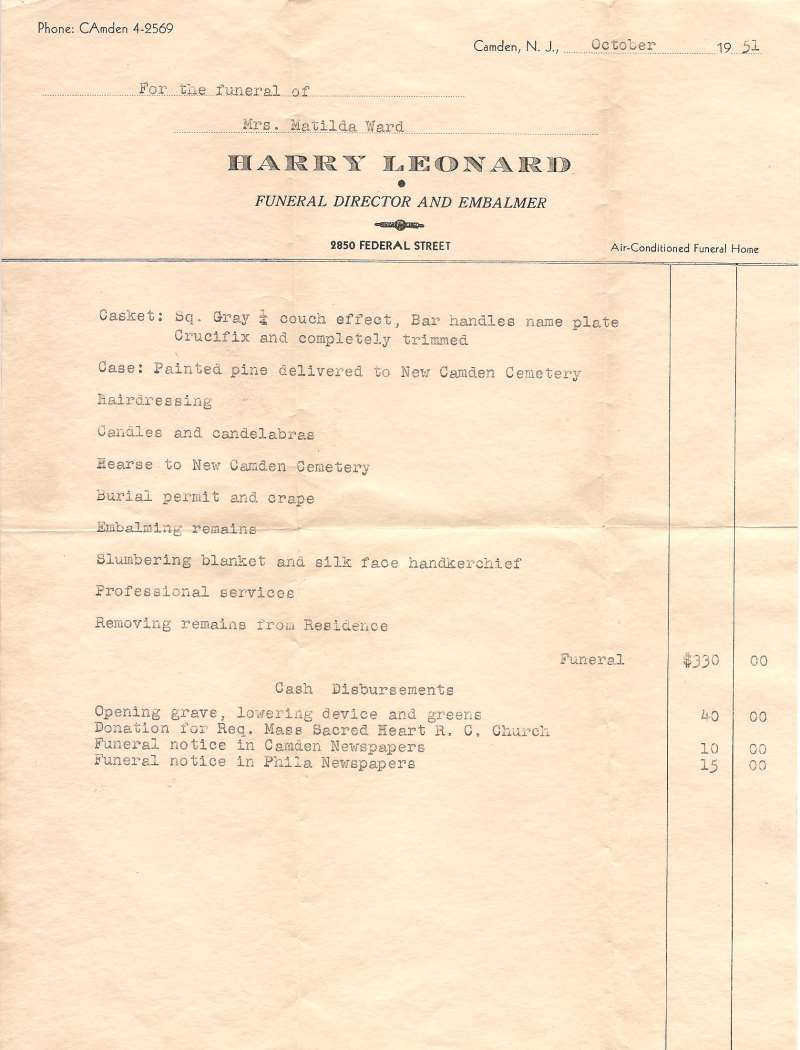 Phone: CAmden 4-2569
Camden, N. J., October 19 51
For the funeral of
Mrs. Matilda Ward
HARRY LEONARD
FUNERAL DIRECTOR AND EMBALMER
2850 FEDERAL STREET
Air-Conditioned Funeral Home
Casket: Sq. Gray ¼ couch effect, Bar handles name plate
Crucifix and completely trimmed
Case: Painted pine delivered to New Camden Cemetery
Hairdressing
Candles and candelabras
Hearse to New Camden Cemetery
Burial permit and crape
Embalming remains
Slumbering blanket and silk face handkerchief
Professional services
Removing remains from Residence
Funeral $330 00
Cash Disbursements
Opening grave, lowering device and greens 40 00
Donation for Req. Mass Sacred Heart R. C. Church
Funeral notice in Camden Newspapers 10 00
Funeral notice in Phila Newspapers 15 00